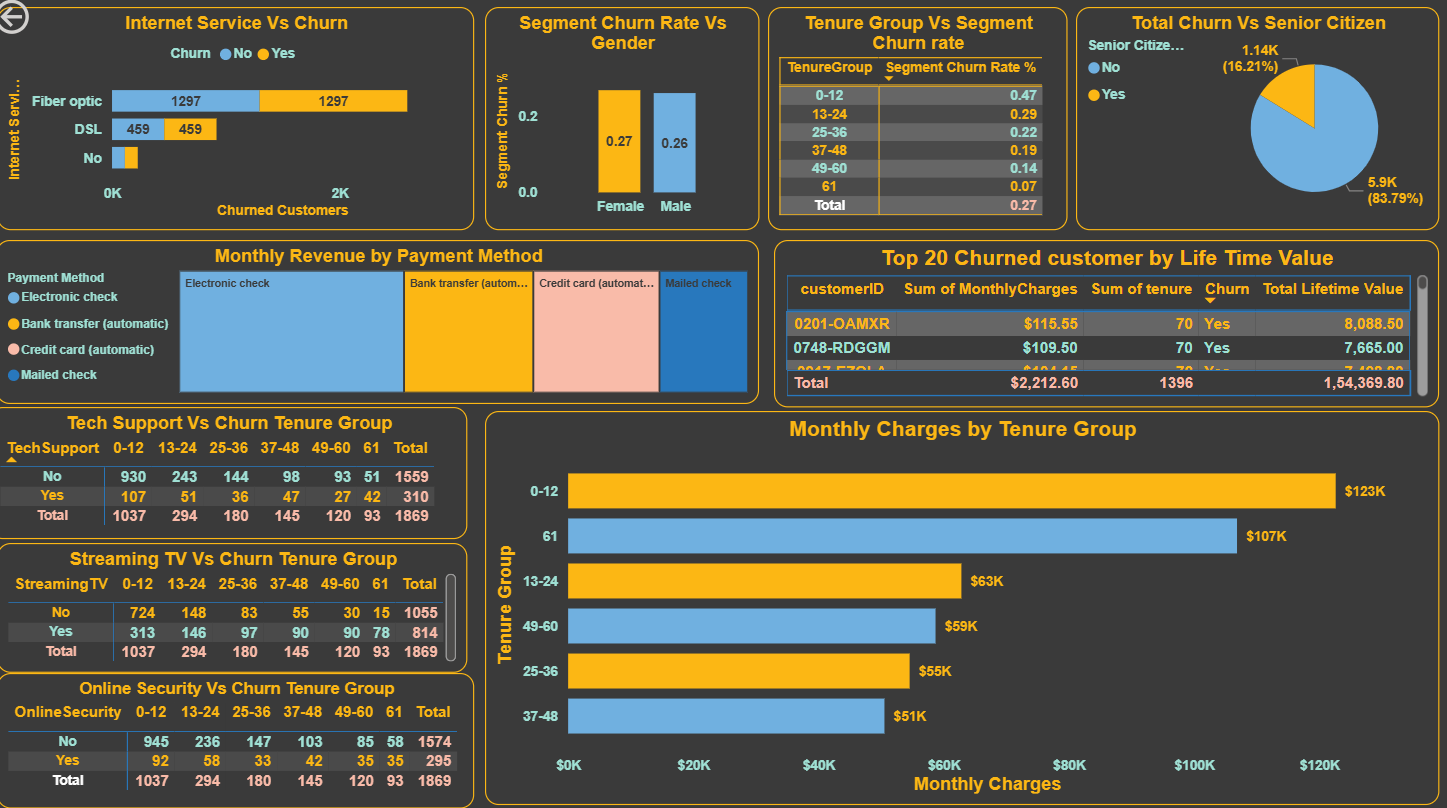 Internet Service Vs Churn
Churn No Yes
Internet Servi...
Fiber optic 1297 1297
DSL 459 459
No
0K 2K
Churned Customers
Segment Churn Rate Vs
Gender
Segment Churn %
0.2
0.0
0.27 0.26
Female Male
Tenure Group Vs Segment
Churn rate
TenureGroup Segment Churn Rate %
0-12 0.47
13-24 0.29
25-36 0.22
37-48 0.19
49-60 0.14
61 0.07
Total 0.27
Total Churn Vs Senior Citizen
Senior Citize...
No
Yes
1.14K
(16.21%)
5.9K
(83.79%)
Monthly Revenue by Payment Method
Payment Method
Electronic check
Bank transfer (automatic)
Credit card (automatic)
Mailed check
Electronic check
Bank transfer (autom...
Credit card (automat...
Mailed check
Top 20 Churned customer by Life Time Value
customerID Sum of MonthlyCharges Sum of tenure Churn Total Lifetime Value
0201-OAMXR $115.55 70 Yes 8,088.50
0748-RDGGM $109.50 70 Yes 7,665.00
Total $2,212.60 1396 1,54,369.80
Tech Support Vs Churn Tenure Group
TechSupport 0-12 13-24 25-36 37-48 49-60 61 Total
No 930 243 144 98 93 51 1559
Yes 107 51 36 47 27 42 310
Total 1037 294 180 145 120 93 1869
Streaming TV Vs Churn Tenure Group
StreamingTV 0-12 13-24 25-36 37-48 49-60 61 Total
No 724 148 83 55 30 15 1055
Yes 313 146 97 90 90 78 814
Total 1037 294 180 145 120 93 1869
Online Security Vs Churn Tenure Group
OnlineSecurity 0-12 13-24 25-36 37-48 49-60 61 Total
No 945 236 147 103 85 58 1574
Yes 92 58 33 42 35 35 295
Total 1037 294 180 145 120 93 1869
Monthly Charges by Tenure Group
Tenure Group
0-12 $123K
61 $107K
13-24 $63K
49-60 $59K
25-36 $55K
37-48 $51K
$0K $20K $40K $60K $80K $100K $120K
Monthly Charges